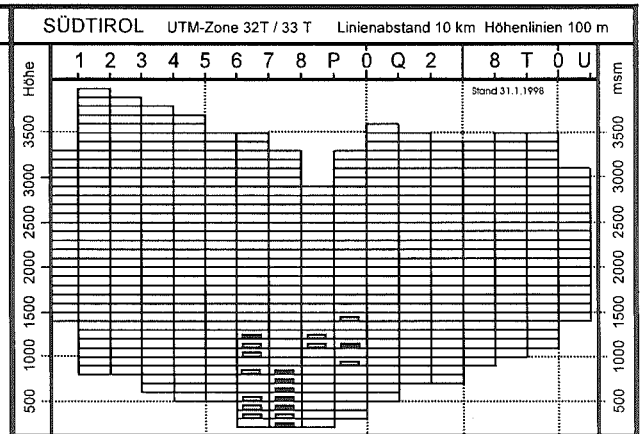 SÜDTIROL UTM-Zone 32T / 33 T Linienabstand 10 km Höhenlinien 100 m
1 2 3 4 5 6 7 8 P 0 Q 2 8 T 0 U
Höhe
msm
Stand 31.1.1998
3500 3500
3000 3000
2500 2500
2000 2000
1500 1500
1000 1000
500 500